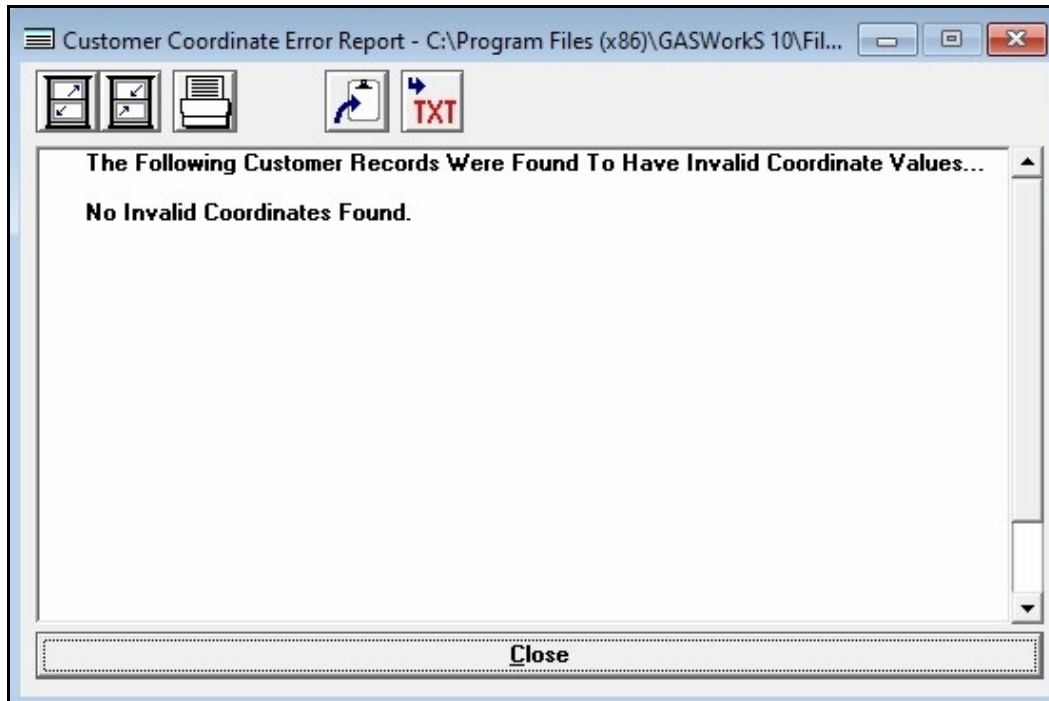 Customer Coordinate Error Report - C:\Program Files (x86)\GASWorkS 10\Fil...
TXT
The Following Customer Records Were Found To Have Invalid Coordinate Values...
No Invalid Coordinates Found.
Close